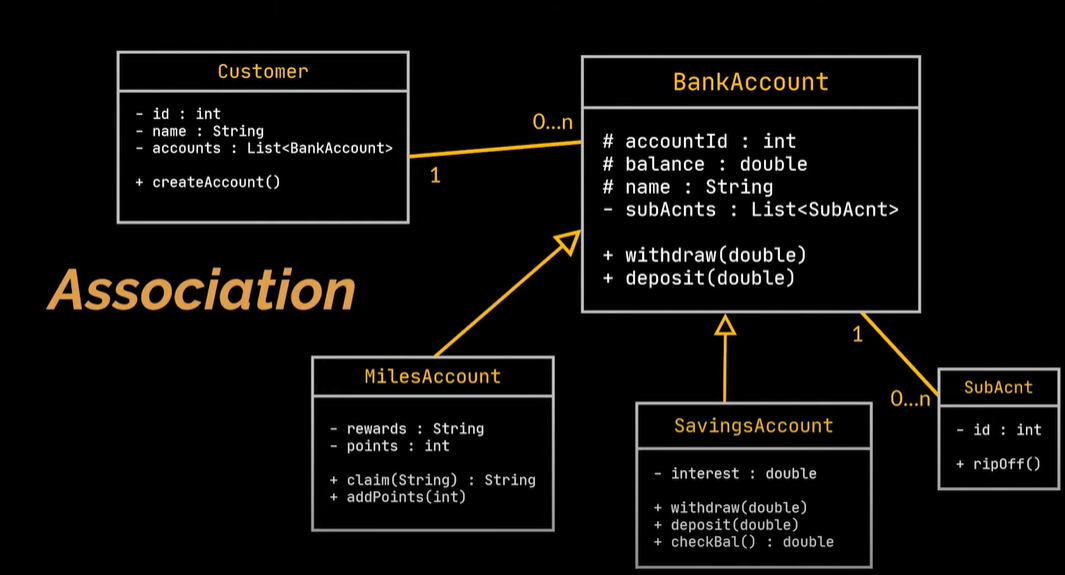 Customer
- id : int
- name : String
- accounts : List<BankAccount>
+ createAccount()
0...n
1
BankAccount
# accountId : int
# balance : double
# name : String
- subAcnts : List<SubAcnt>
+ withdraw(double)
+ deposit(double)
Association
1
0...n
MilesAccount
- rewards : String
- points : int
+ claim(String) : String
+ addPoints(int)
SavingsAccount
- interest : double
+ withdraw(double)
+ deposit(double)
+ checkBal() : double
SubAcnt
- id : int
+ ripOff()